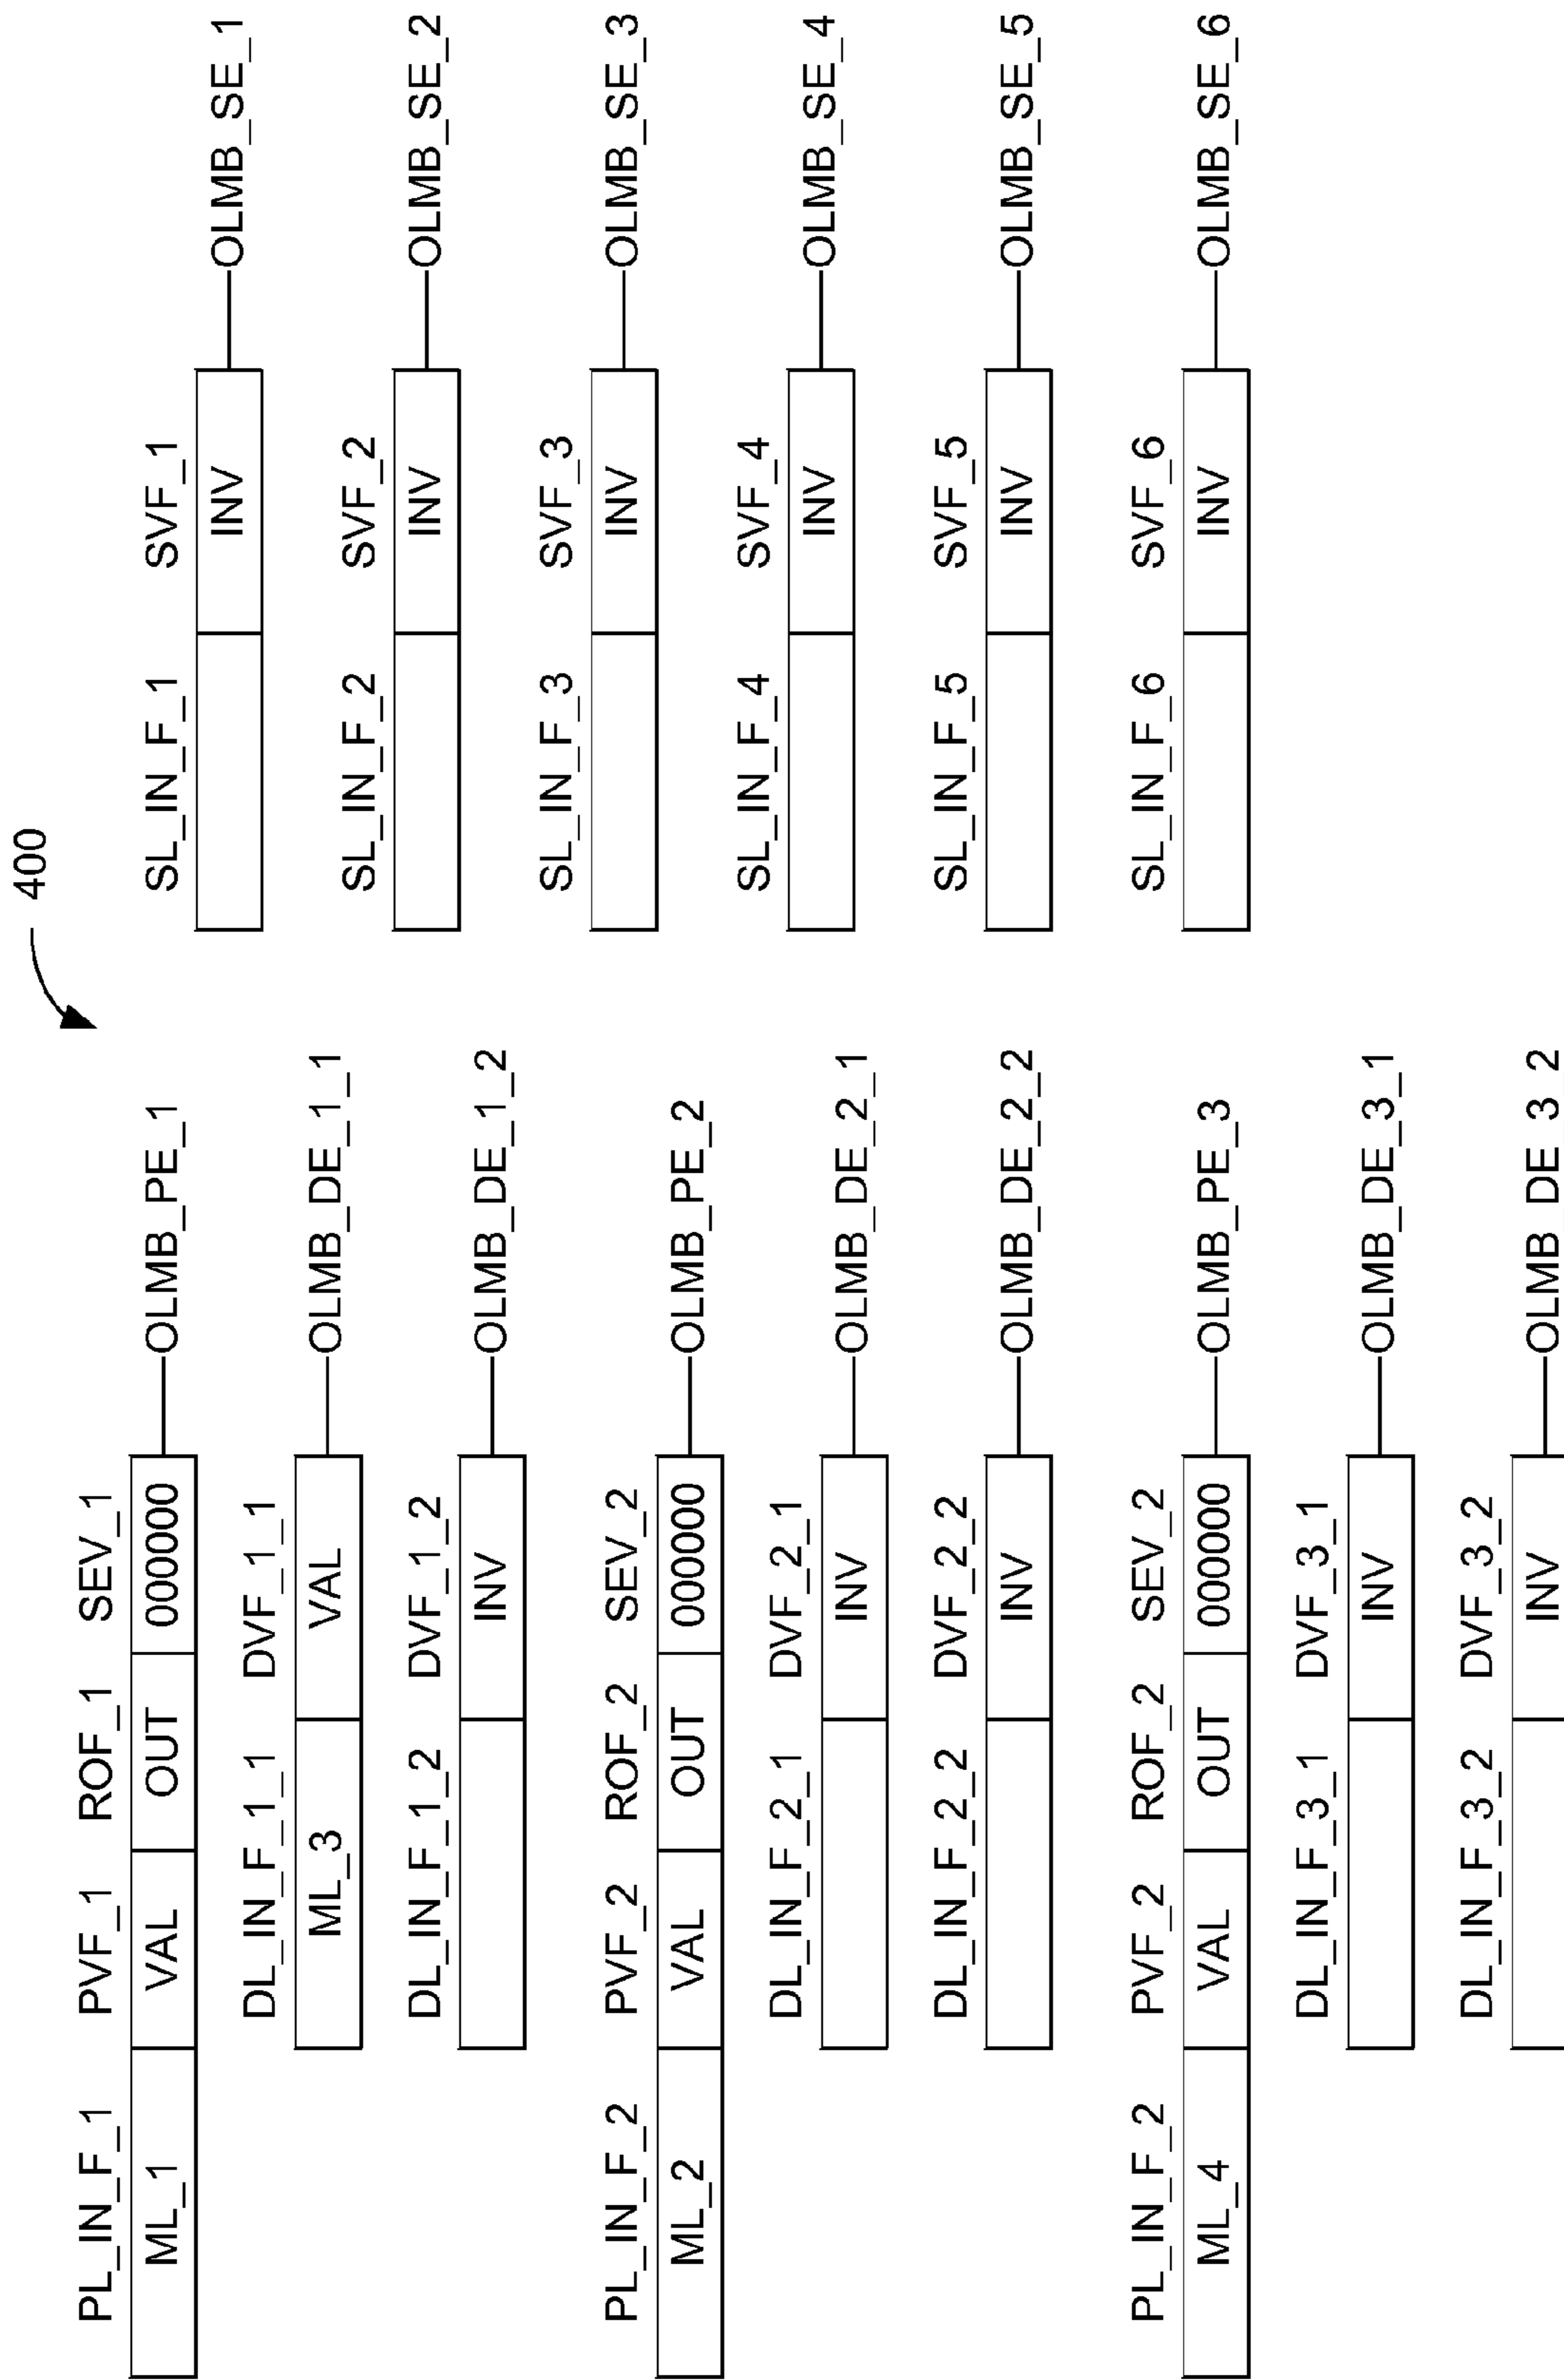 400
PL_IN_F_1 PVF_1 ROF_1 SEV_1
ML_1 VAL OUT 000000 OLMB_PE_1
DL_IN_F_1_1 DVF_1_1
ML_3 VAL OLMB_DE_1_1
DL_IN_F_1_2 DVF_1_2
INV OLMB_DE_1_2
PL_IN_F_2 PVF_2 ROF_2 SEV_2
ML_2 VAL OUT 000000 OLMB_PE_2
DL_IN_F_2_1 DVF_2_1
INV OLMB_DE_2_1
DL_IN_F_2_2 DVF_2_2
INV OLMB_DE_2_2
PL_IN_F_2 PVF_2 ROF_2 SEV_2
ML_4 VAL OUT 000000 OLMB_PE_3
DL_IN_F_3_1 DVF_3_1
INV OLMB_DE_3_1
DL_IN_F_3_2 DVF_3_2
INV OLMB_DE_3_2
SL_IN_F_1 SVF_1
INV OLMB_SE_1
SL_IN_F_2 SVF_2
INV OLMB_SE_2
SL_IN_F_3 SVF_3
INV OLMB_SE_3
SL_IN_F_4 SVF_4
INV OLMB_SE_4
SL_IN_F_5 SVF_5
INV OLMB_SE_5
SL_IN_F_6 SVF_6
INV OLMB_SE_6